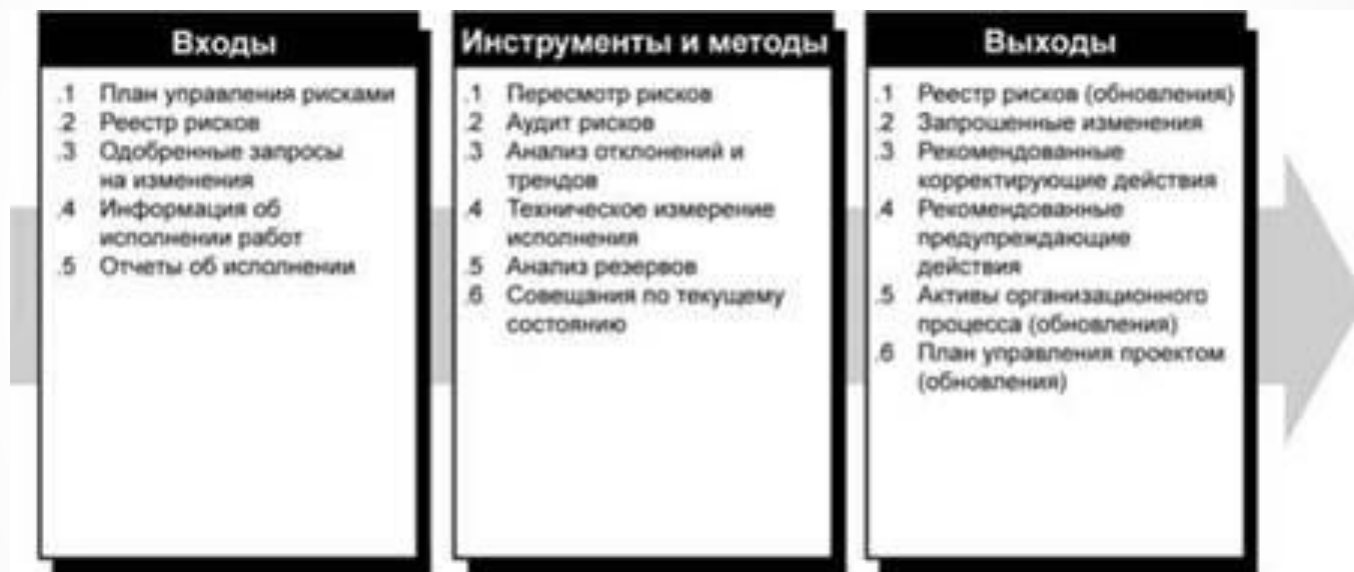 Входы
.1 План управления рисками
.2 Реестр рисков
.3 Одобренные запросы
на изменения
.4 Информация об
исполнении работ
.5 Отчеты об исполнении
Инструменты и методы
.1 Пересмотр рисков
.2 Аудит рисков
.3 Анализ отклонений и
трендов
.4 Техническое измерение
исполнения
.5 Анализ резервов
.6 Совещания по текущему
состоянию
Выходы
.1 Реестр рисков (обновления)
.2 Запрошенные изменения
.3 Рекомендованные
корректирующие действия
.4 Рекомендованные
предупреждающие
действия
.5 Активы организационного
процесса (обновления)
.6 План управления проектом
(обновления)